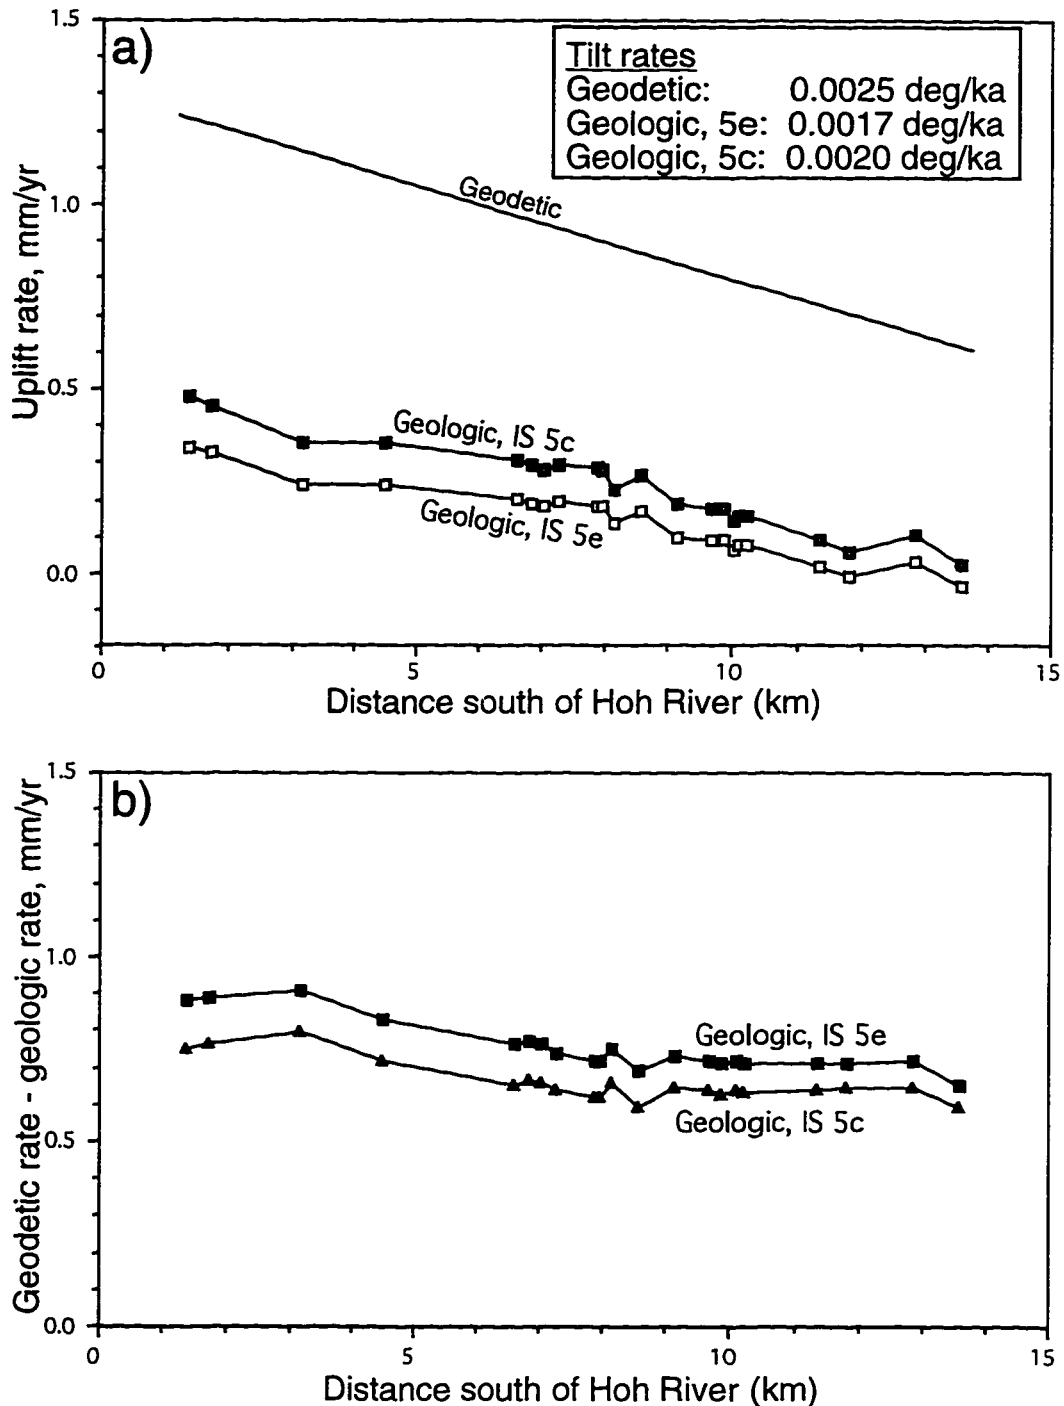 a)
1.5
1.0
0.5
0.0
Uplift rate, mm/yr
Tilt rates
Geodetic: 0.0025 deg/ka
Geologic, 5e: 0.0017 deg/ka
Geologic, 5c: 0.0020 deg/ka
Geodetic
Geologic, IS 5c
Geologic, IS 5e
0 5 10 15
Distance south of Hoh River (km)
b)
1.5
1.0
0.5
0.0
Geodetic rate - geologic rate, mm/yr
Geologic, IS 5e
Geologic, IS 5c
0 5 10 15
Distance south of Hoh River (km)